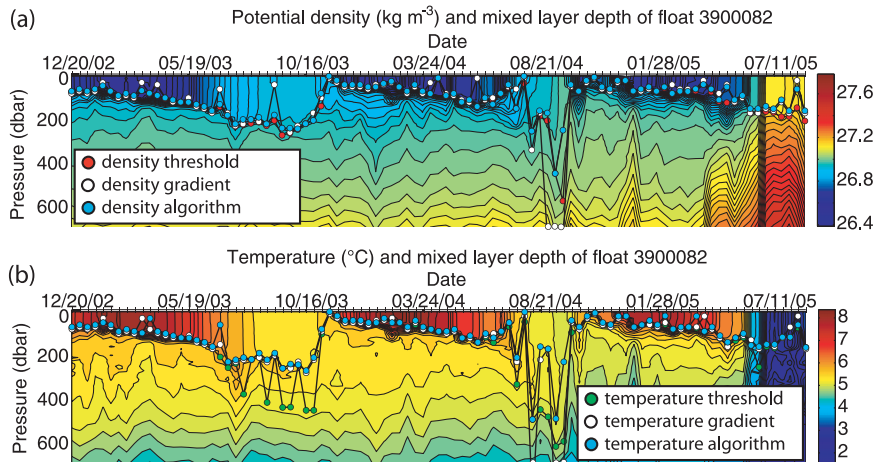 (a)
Potential density (kg m⁻³) and mixed layer depth of float 3900082
Date
12/20/02 05/19/03 10/16/03 03/24/04 08/21/04 01/28/05 07/11/05
0
200
400
600
Pressure (dbar)
density threshold
density gradient
density algorithm
27.6
27.2
26.8
26.4
(b)
Temperature (°C) and mixed layer depth of float 3900082
Date
12/20/02 05/19/03 10/16/03 03/24/04 08/21/04 01/28/05 07/11/05
0
200
400
600
Pressure (dbar)
temperature threshold
temperature gradient
temperature algorithm
8
7
6
5
4
3
2